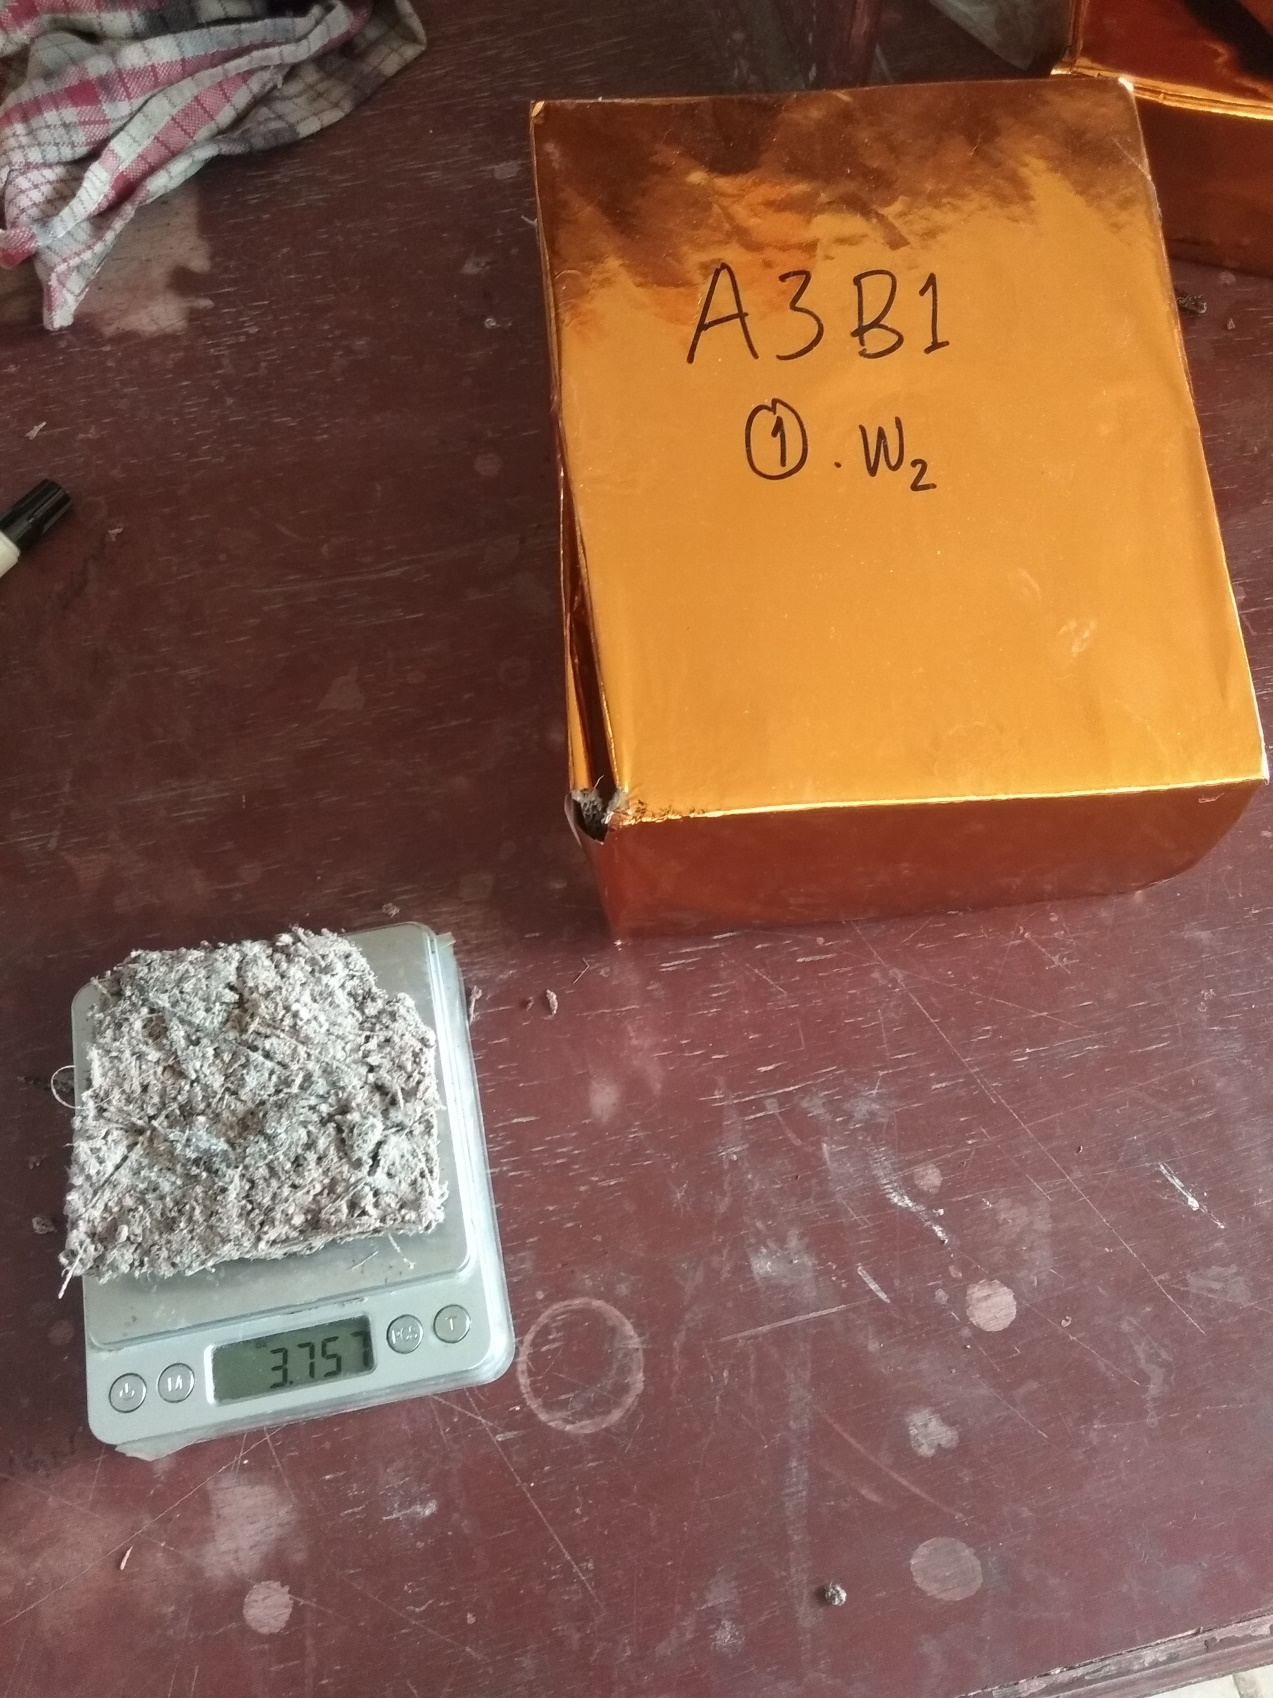 A3B1
① . W₂
3.757
T